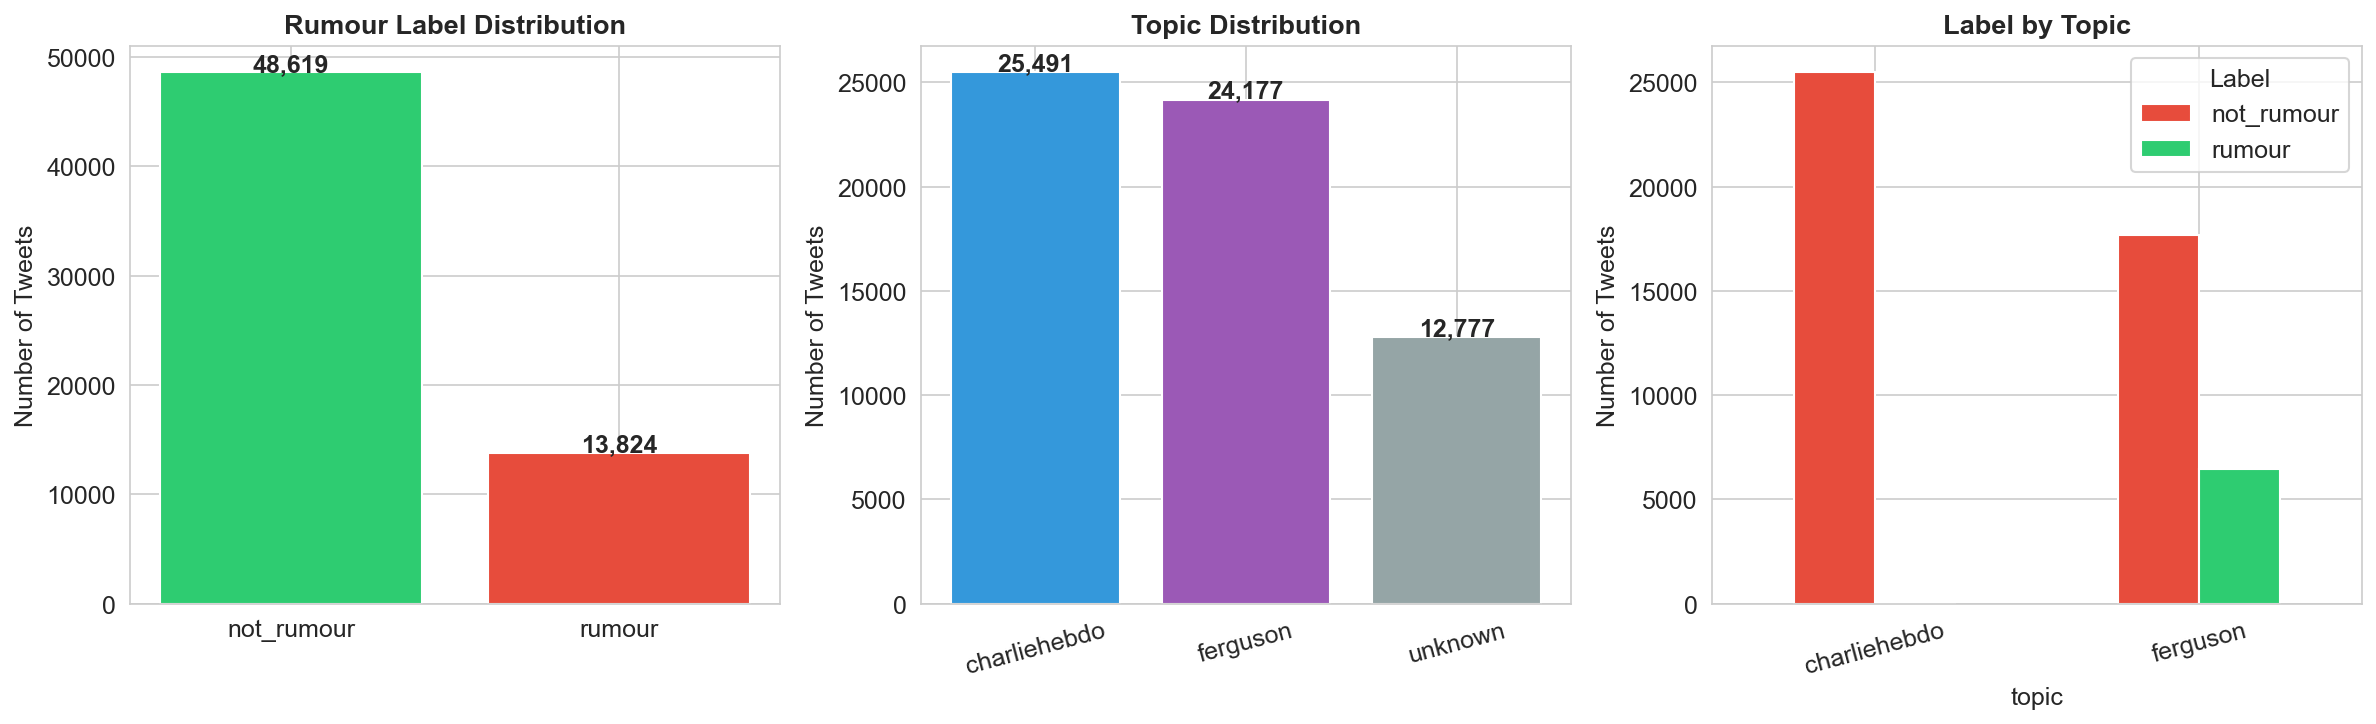 Rumour Label Distribution
Number of Tweets
50000
40000
30000
20000
10000
0
48,619
13,824
not_rumour
rumour
Topic Distribution
Number of Tweets
25000
20000
15000
10000
5000
0
25,491
24,177
12,777
charliehebdo
ferguson
unknown
Label by Topic
Number of Tweets
25000
20000
15000
10000
5000
0
Label
not_rumour
rumour
charliehebdo
ferguson
topic